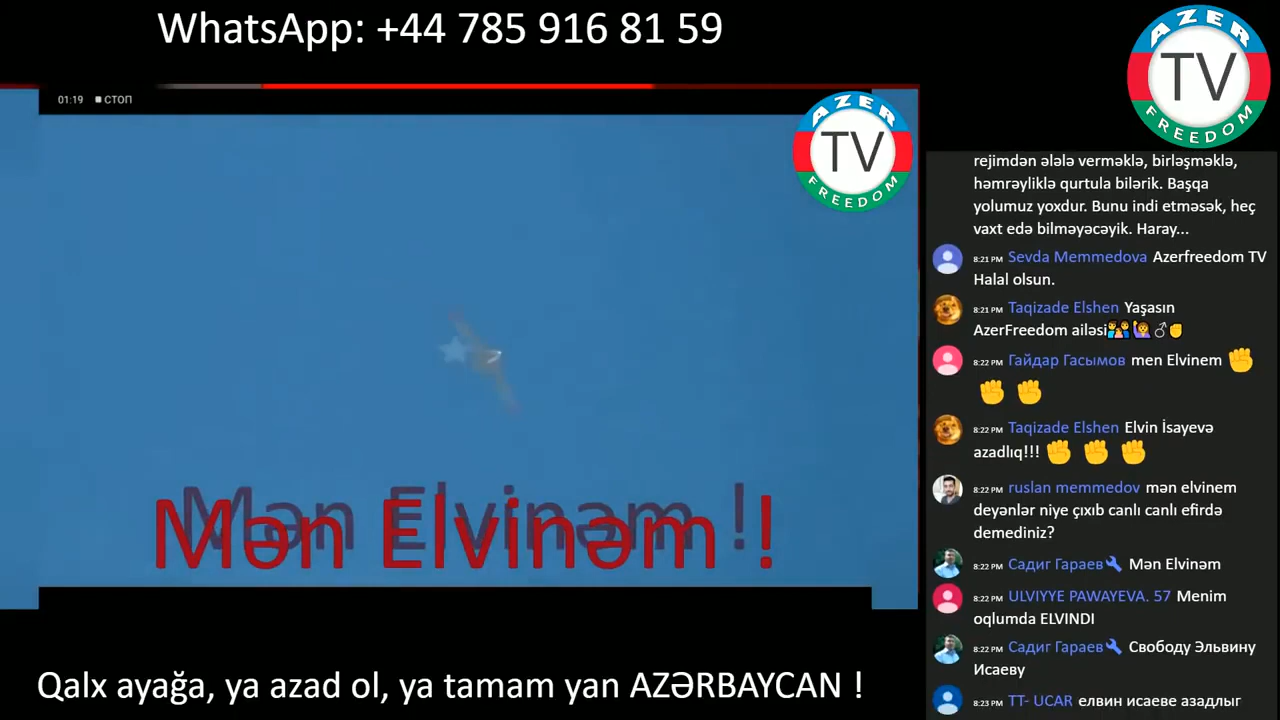 WhatsApp: +44 785 916 81 59
AZER
TV
FREEDOM
01:19 СТОП
AZER
TV
FREEDOM
Mən Elvinəm !
Mən Elvinəm !
Qalx ayağa, ya azad ol, ya tamam yan AZƏRBAYCAN !
rejimdən ələlə verməklə, birləşməklə,
həmrəyliklə qurtula bilərik. Başqa
yolumuz yoxdur. Bunu indi etməsək, heç
vaxt edə bilməyəcəyik. Haray...
8:21 PM Sevda Memmedova Azerfreedom TV
Halal olsun.
8:21 PM Taqizade Elshen Yaşasın
AzerFreedom ailəsi
8:22 PM Гайдар Гасымов men Elvinem
8:22 PM Taqizade Elshen Elvin İsayevə
azadlıq!!!
8:22 PM ruslan memmedov mən elvinem
deyənlər niye çıxıb canlı canlı efirdə
demediniz?
8:22 PM Садиг Гараев Mən Elvinəm
8:22 PM ULVIYYE PAWAYEVA. 57 Menim
oqlumda ELVINDI
8:22 PM Садиг Гараев Свободу Эльвину
Исаеву
8:23 PM TT- UCAR елвин исаеве азадлыг